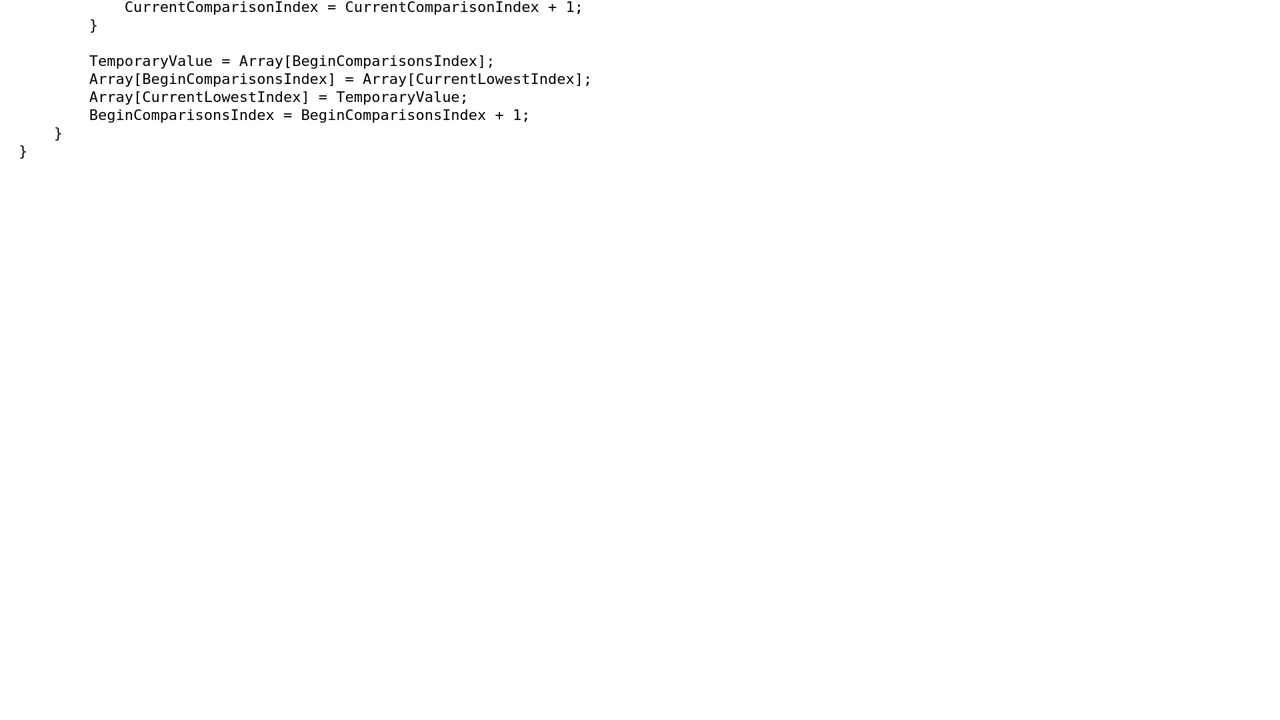 CurrentComparisonIndex = CurrentComparisonIndex + 1;
        }

        TemporaryValue = Array[BeginComparisonsIndex];
        Array[BeginComparisonsIndex] = Array[CurrentLowestIndex];
        Array[CurrentLowestIndex] = TemporaryValue;
        BeginComparisonsIndex = BeginComparisonsIndex + 1;
    }
}